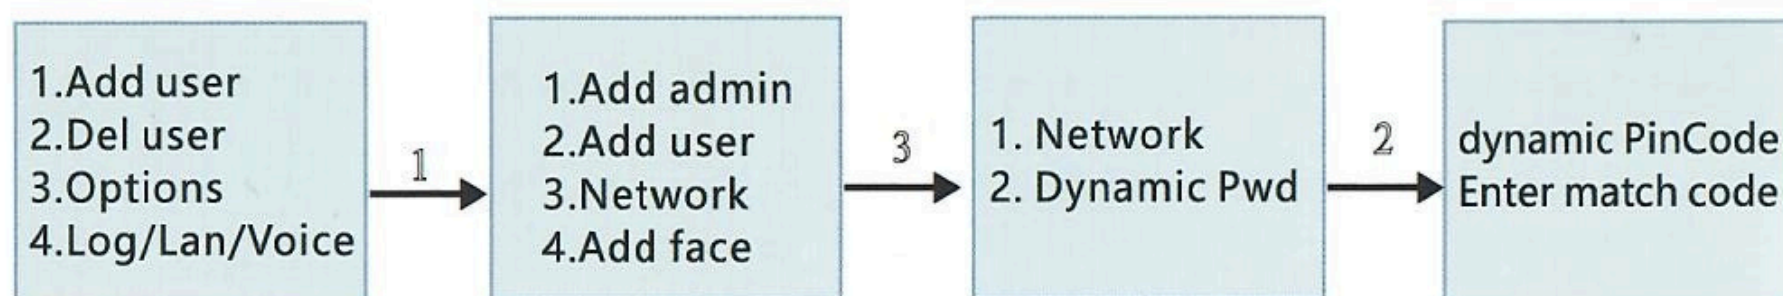 1.Add user
2.Del user
3.Options
4.Log/Lan/Voice
1
1.Add admin
2.Add user
3.Network
4.Add face
3
1. Network
2. Dynamic Pwd
2
dynamic PinCode
Enter match code